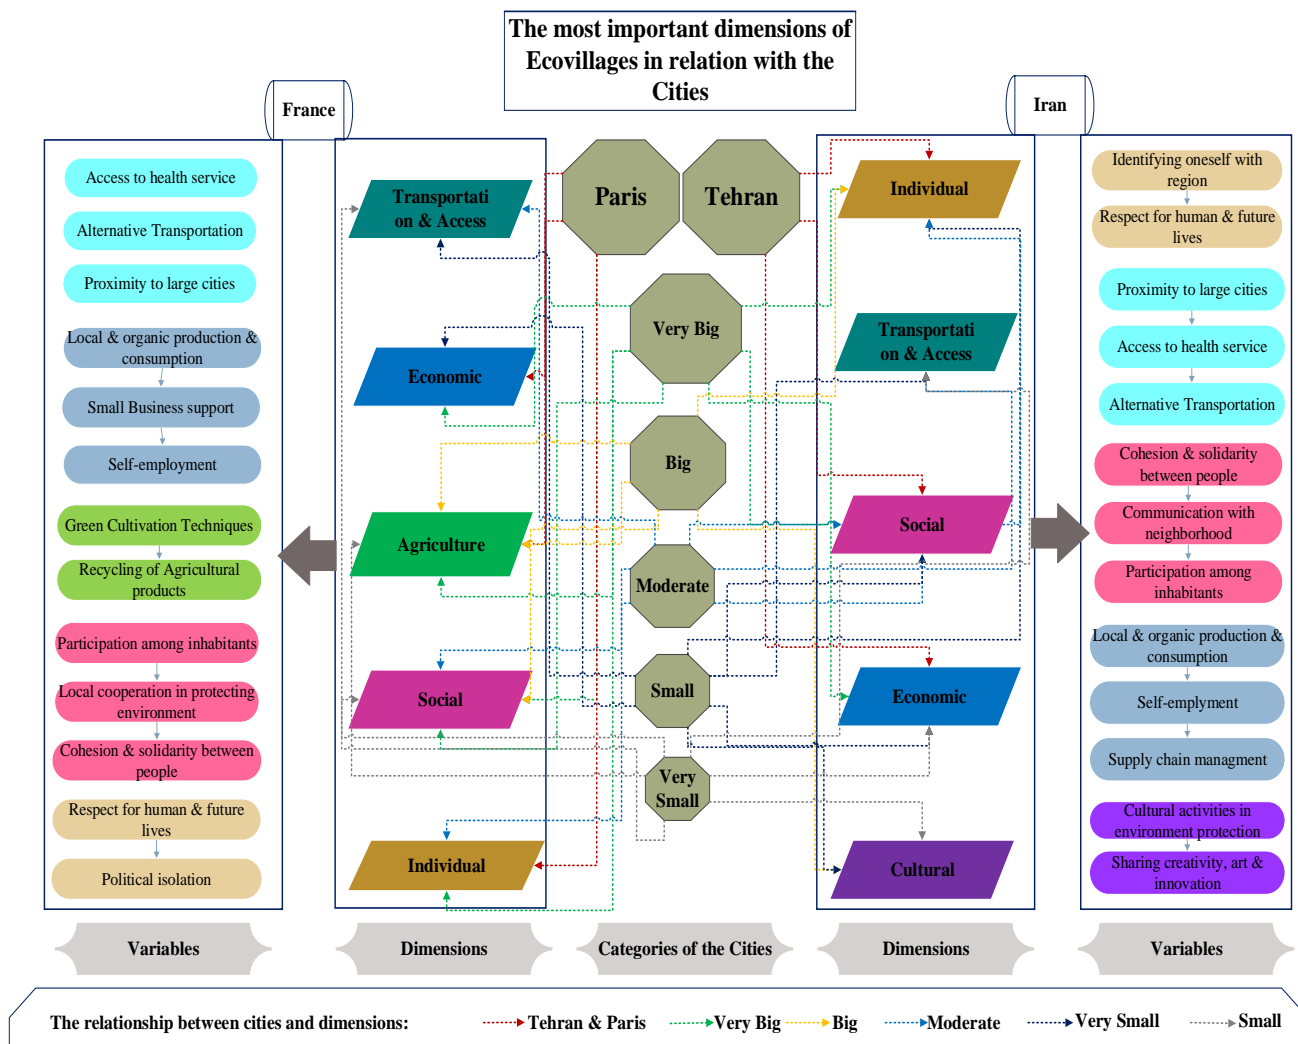 The most important dimensions of
Ecovillages in relation with the
Cities
France
Iran
Access to health service
Alternative Transportation
Proximity to large cities
Local & organic production &
consumption
Small Business support
Self-employment
Green Cultivation Techniques
Recycling of Agricultural
products
Participation among inhabitants
Local cooperation in protecting
environment
Cohesion & solidarity between
people
Respect for human & future
lives
Political isolation
Transportati
on & Access
Economic
Agriculture
Social
Individual
Paris
Tehran
Very Big
Big
Moderate
Small
Very
Small
Individual
Transportati
on & Access
Social
Economic
Cultural
Identifying oneself with
region
Respect for human & future
lives
Proximity to large cities
Access to health service
Alternative Transportation
Cohesion & solidarity
between people
Communication with
neighborhood
Participation among
inhabitants
Local & organic production &
consumption
Self-emplyment
Supply chain managment
Cultural activities in
environment protection
Sharing creativity, art &
innovation
Variables
Dimensions
Categories of the Cities
Dimensions
Variables
The relationship between cities and dimensions:
Tehran & Paris
Very Big
Big
Moderate
Very Small
Small